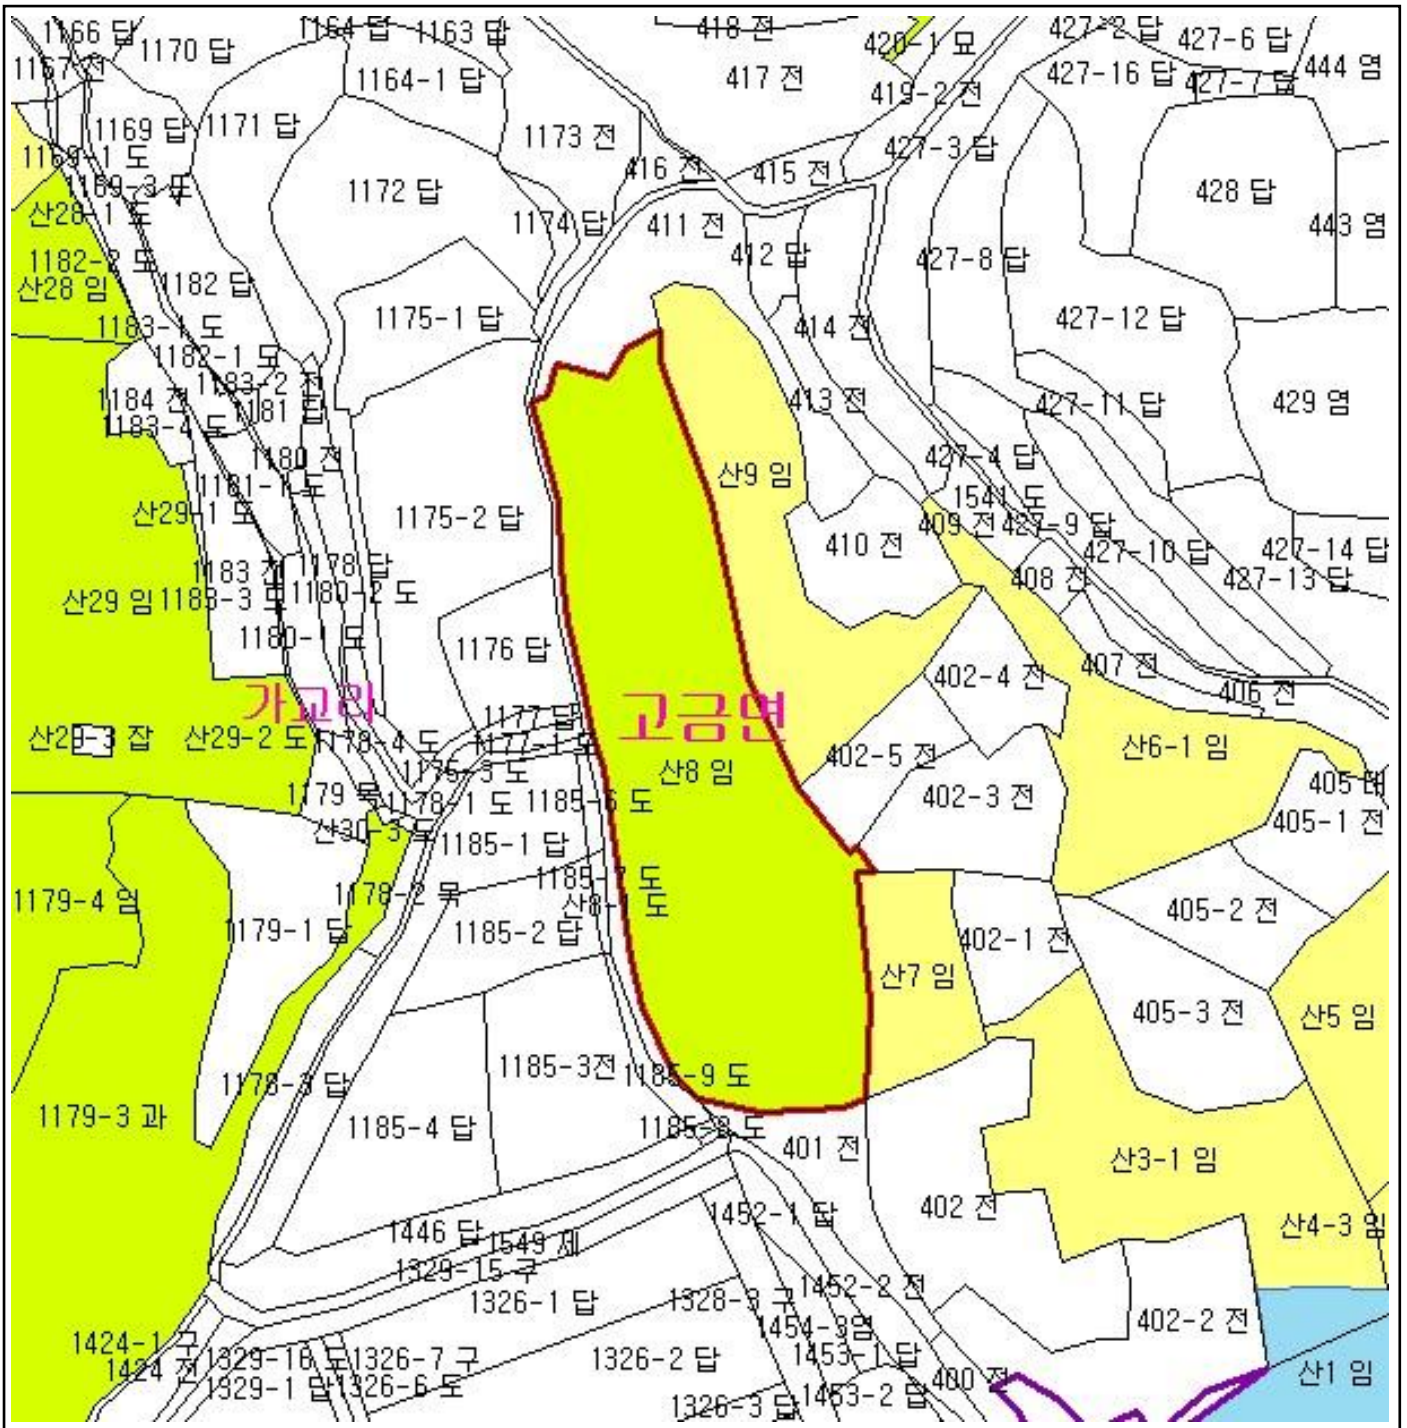 1166 답
1170 답
1164 답
1163 답
418 전
420-1 묘
427-2 답
427-6 답
1167 전
1164-1 답
417 전
419-2 전
427-16 답
427-7 답
444 염
1169 답
1171 답
1173 전
427-3 답
1169-1 도
1169-3 도
1172 답
416 전
415 전
428 답
산28-1 도
1174 답
411 전
443 염
1182-2 도
산28 임
1182 답
412 답
427-8 답
1183-1 도
1175-1 답
414 전
427-12 답
1182-1 도
1183-2 전
1184 전
1181 답
413 전
427-11 답
429 염
1183-4 도
1180 전
산9 임
427-4 답
1181-1 도
1541 도
산29-1 도
1175-2 답
409 전
427-9 답
410 전
427-10 답
427-14 답
1183 전
1178 답
408 전
427-13 답
산29 임
1183-3 도
1180-2 도
1180-1 도
1176 답
407 전
402-4 전
406 전
가교리
고금면
1177 답
산29-3 잡
산29-2 도
1178-4 도
1177-1 도
402-5 전
산6-1 임
1175-3 도
산8 임
1179 목
1178-1 도
1185-6 도
402-3 전
405 대
405-1 전
산30-3 도
1185-1 답
1185-7 도
1179-4 임
1178-2 목
산8-1 도
405-2 전
1179-1 답
1185-2 답
402-1 전
산7 임
405-3 전
산5 임
1178-3 답
1185-3전
1185-9 도
1179-3 과
1185-4 답
1185-8 도
401 전
산3-1 임
1446 답
1549 제
1452-1 답
402 전
산4-3 임
1329-15 구
1326-1 답
1328-3 구
1452-2 전
1454-3염
402-2 전
1424-1 구
1424 전
1329-16 도
1326-7 구
1326-2 답
1453-1 답
산1 임
1329-1 답
1326-6 도
1326-3 답
1453-2 답
400 전